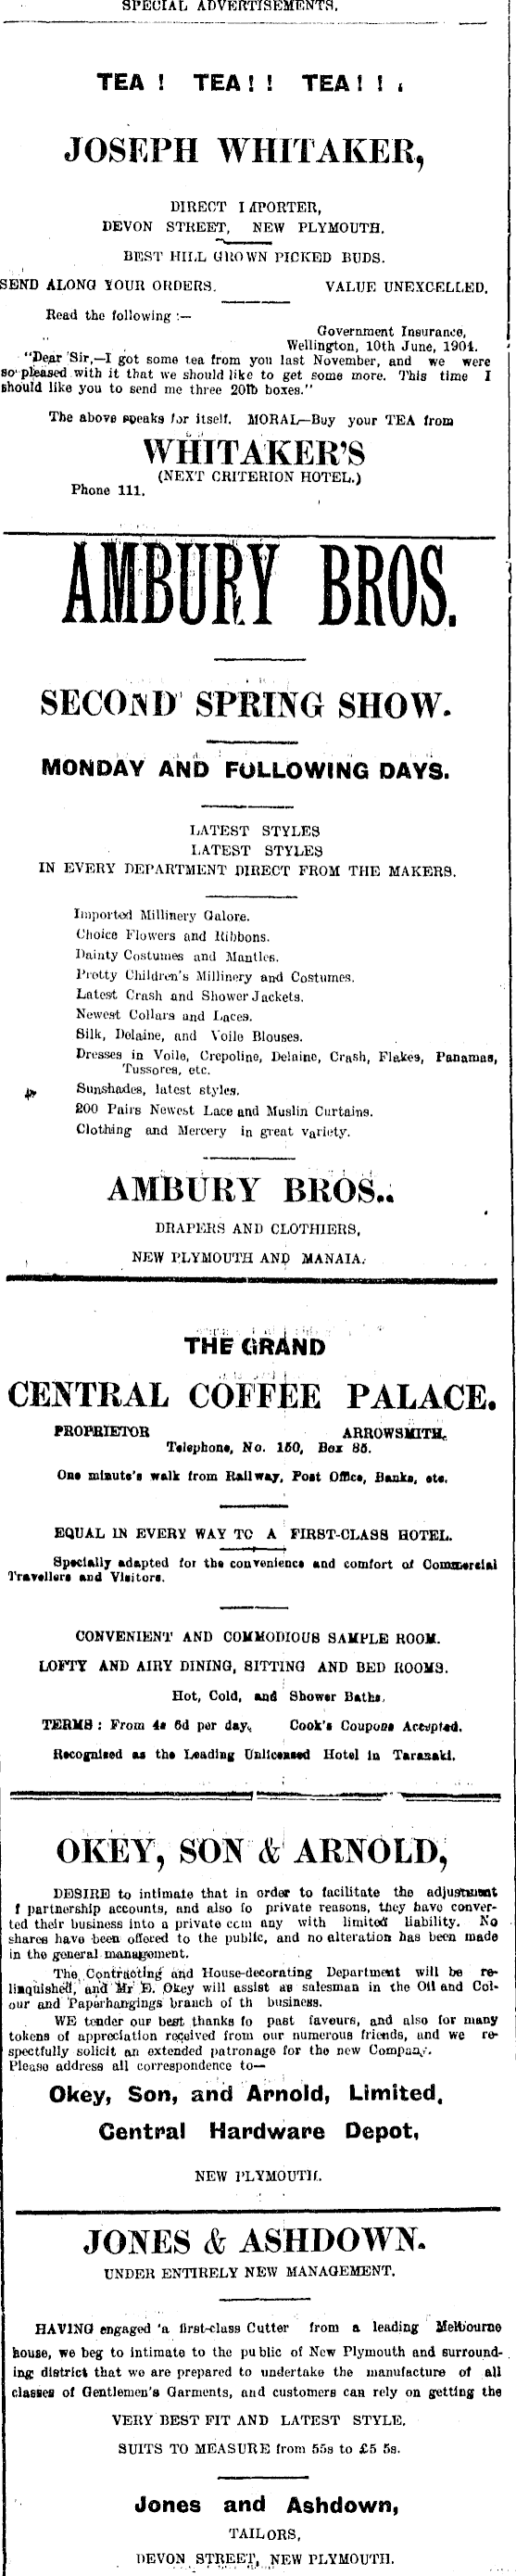 SPECIAL ADVERTISEMENTS.
TEA ! TEA ! ! TEA ! ! !
JOSEPH WHITAKER,
DIRECT I MPORTER,
DEVON STREET, NEW PLYMOUTH.
BEST HILL GROWN PICKED BUDS.
SEND ALONG YOUR ORDERS. VALUE UNEXCELLED.
Read the following :—
Government Insurance,
Wellington, 10th June, 1904.
"Dear Sir,—I got some tea from you last November, and we were
so pleased with it that we should like to get some more. This time I
should like you to send me three 20lb boxes."
The above speaks for itself. MORAL—Buy your TEA from
WHITAKER'S
(NEXT CRITERION HOTEL.)
Phone 111.
AMBURY BROS.
SECOND SPRING SHOW.
MONDAY AND FOLLOWING DAYS.
LATEST STYLES
LATEST STYLES
IN EVERY DEPARTMENT DIRECT FROM THE MAKERS.
Imported Millinery Galore.
Choice Flowers and Ribbons.
Dainty Costumes and Mantles.
Pretty Children's Millinery and Costumes.
Latest Crash and Shower Jackets.
Newest Collars and Laces.
Silk, Delaine, and Voile Blouses.
Dresses in Voile, Crepoline, Delaine, Crash, Flakes, Panamas,
Tussores, etc.
Sunshades, latest styles.
200 Pairs Newest Lace and Muslin Curtains.
Clothing and Mercery in great variety.
AMBURY BROS..
DRAPERS AND CLOTHIERS,
NEW PLYMOUTH AND MANAIA.
THE GRAND
CENTRAL COFFEE PALACE.
PROPRIETOR ARROWSMITH.
Telephone, No. 150, Box 85.
One minute's walk from Railway, Post Office, Banks, etc.
EQUAL IN EVERY WAY TO A FIRST-CLASS HOTEL.
Specially adapted for the convenience and comfort of Commercial
Travellers and Visitors.
CONVENIENT AND COMMODIOUS SAMPLE ROOM.
LOFTY AND AIRY DINING, SITTING AND BED ROOMS.
Hot, Cold, and Shower Baths.
TERMS : From 4s 6d per day, Cook's Coupons Accepted.
Recognised as the Leading Unlicensed Hotel in Taranaki.
OKEY, SON & ARNOLD,
DESIRE to intimate that in order to facilitate the adjustment
f partnership accounts, and also fo private reasons, they have conver-
ted their business into a private com any with limited liability. No
shares have been offered to the public, and no alteration has been made
in the general management.
The Contracting and House-decorating Department will be re-
linquished, and Mr E. Okey will assist as salesman in the Oil and Col-
our and Paperhangings branch of th business.
WE tender our best thanks fo past favours, and also for many
tokens of appreciation received from our numerous friends, and we re-
spectfully solicit an extended patronage for the new Company.
Please address all correspondence to—
Okey, Son, and Arnold, Limited,
Central Hardware Depot,
NEW PLYMOUTH.
JONES & ASHDOWN.
UNDER ENTIRELY NEW MANAGEMENT.
HAVING engaged a first-class Cutter from a leading Melbourne
house, we beg to intimate to the public of New Plymouth and surround-
ing district that we are prepared to undertake the manufacture of all
classes of Gentlemen's Garments, and customers can rely on getting the
VERY BEST FIT AND LATEST STYLE.
SUITS TO MEASURE from 55s to £5 5s.
Jones and Ashdown,
TAILORS,
DEVON STREET, NEW PLYMOUTH.